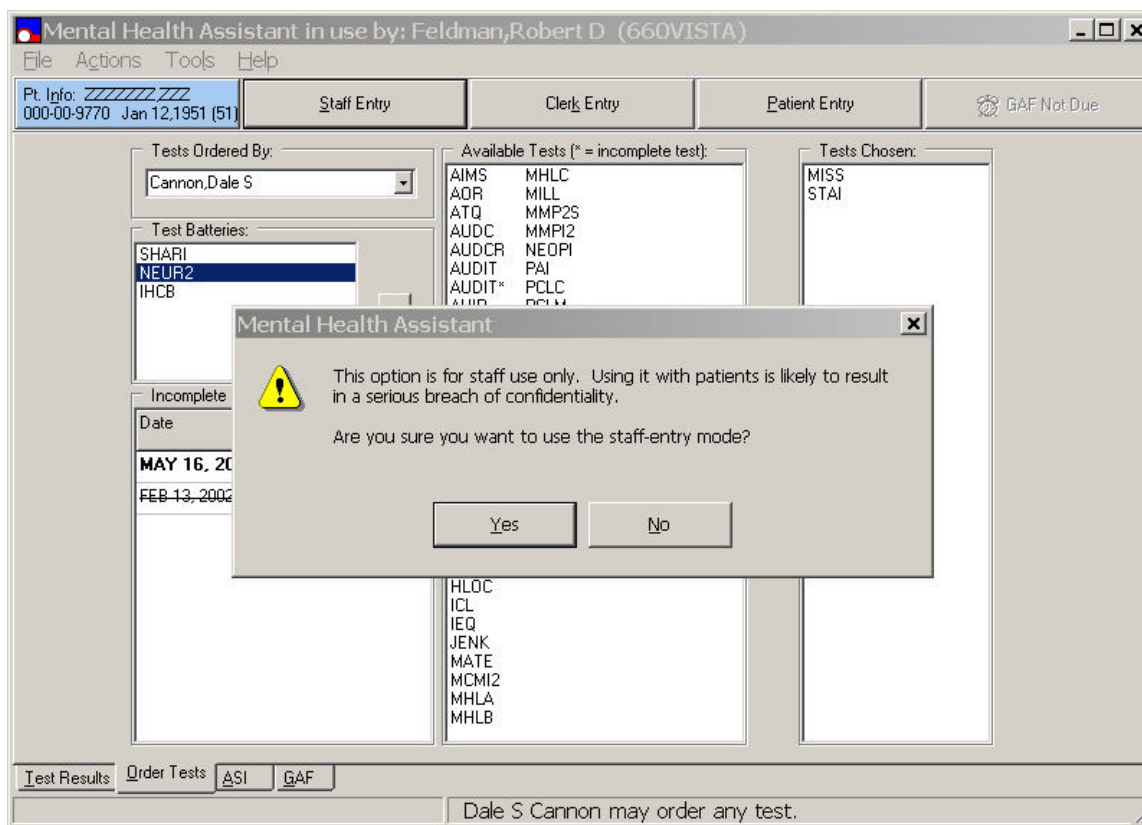 Mental Health Assistant in use by: Feldman,Robert D (660VISTA)
File Actions Tools Help
Pt. Info: ZZZZZZZ,ZZZ
000-00-9770 Jan 12,1951 (51)
Staff Entry
Clerk Entry
Patient Entry
GAF Not Due
Tests Ordered By:
Cannon,Dale S
Test Batteries:
SHARI
NEUR2
IHCB
Incomplete
Date
MAY 16, 20
FEB 13, 2002
Available Tests (* = incomplete test):
AIMS MHLC
AOR MILL
ATQ MMP2S
AUDC MMPI2
AUDCR NEOPI
AUDIT PAI
AUDIT* PCLC
PCLM
HLOC
ICL
IEQ
JENK
MATE
MCMI2
MHLA
MHLB
Tests Chosen:
MISS
STAI
Mental Health Assistant
This option is for staff use only. Using it with patients is likely to result
in a serious breach of confidentiality.
Are you sure you want to use the staff-entry mode?
Yes
No
Test Results Order Tests ASI GAF
Dale S Cannon may order any test.